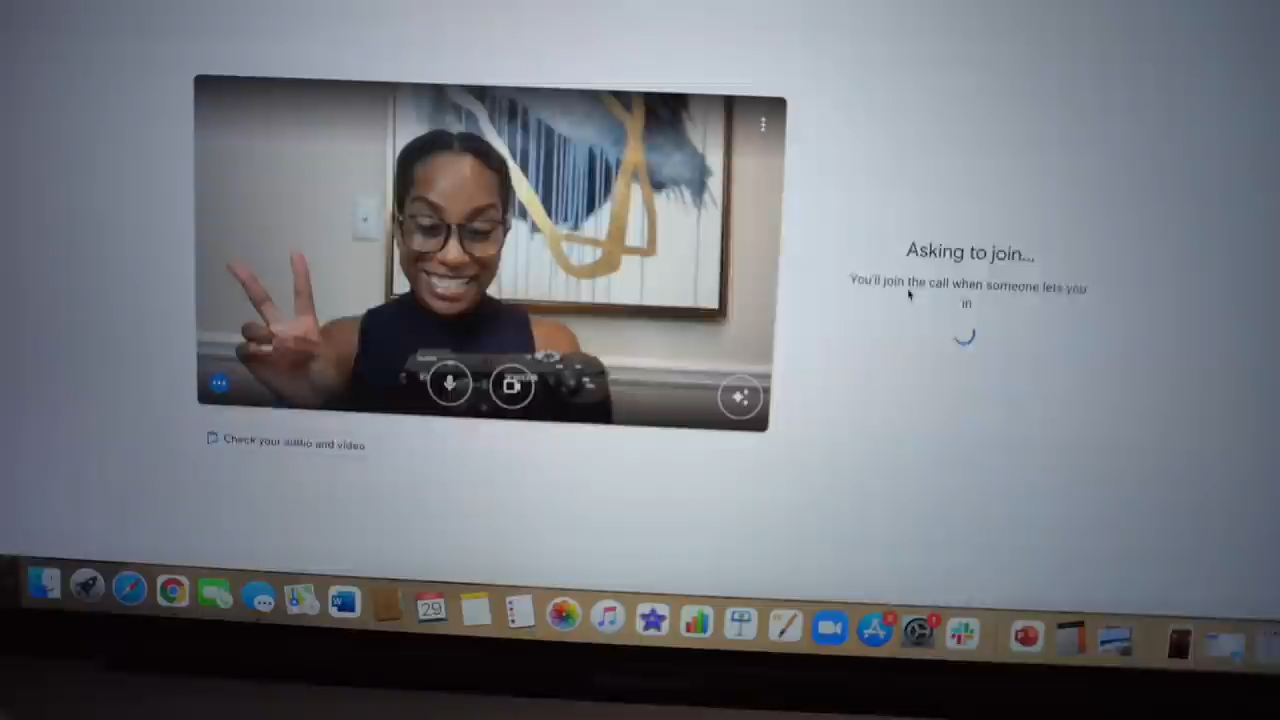 Asking to join...
You'll join the call when someone lets you
in
Check your audio and video
29
W